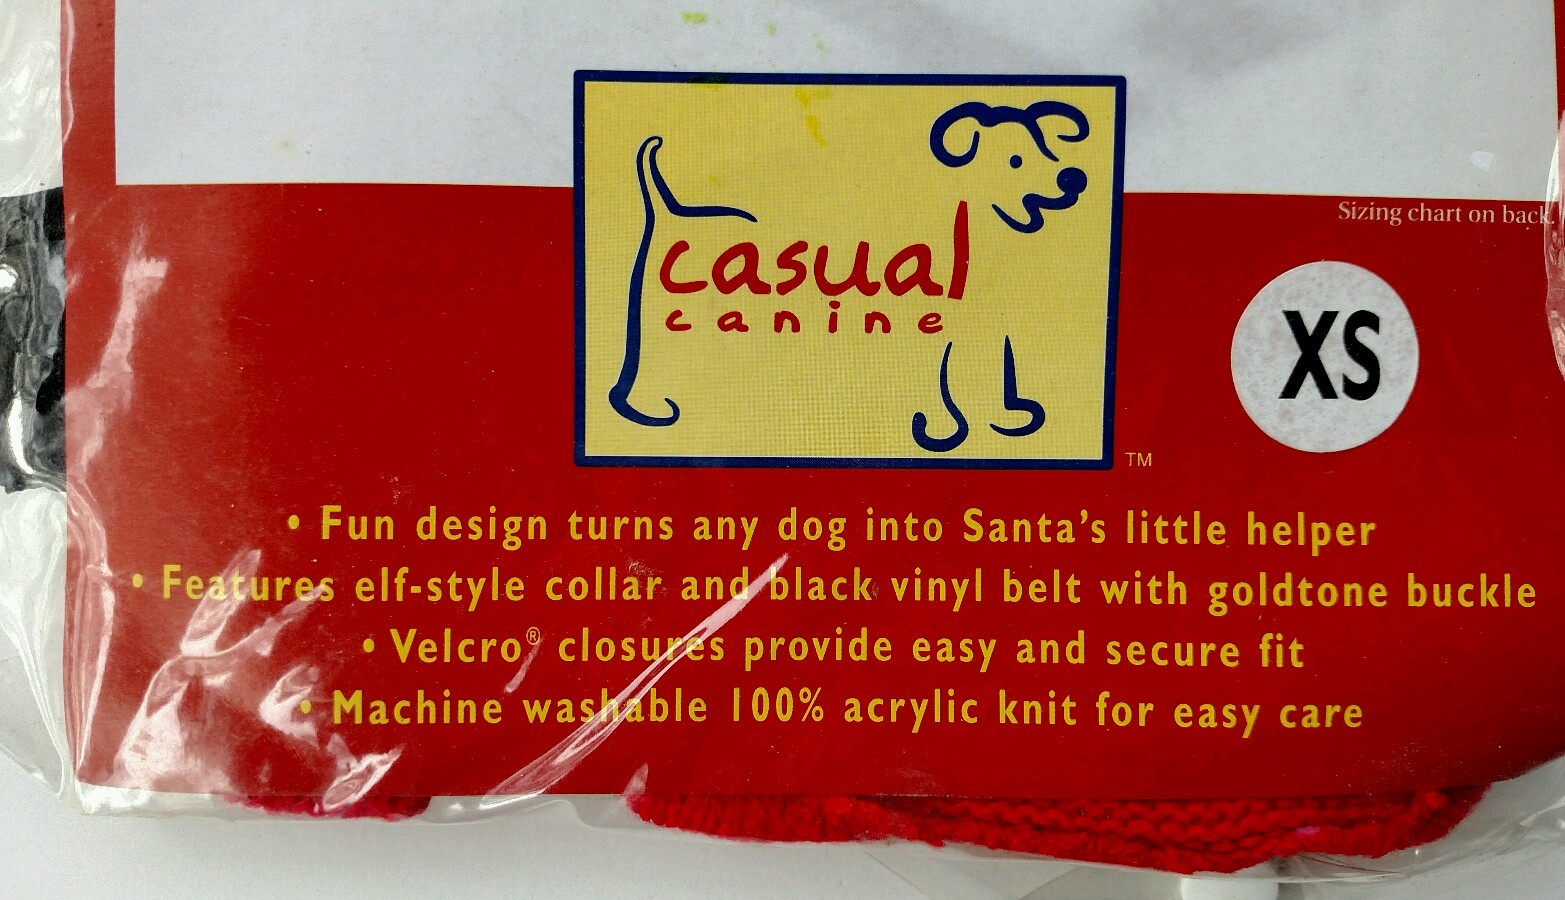 Sizing chart on back.
casual
canine
XS
TM
• Fun design turns any dog into Santa's little helper
• Features elf-style collar and black vinyl belt with goldtone buckle
• Velcro® closures provide easy and secure fit
• Machine washable 100% acrylic knit for easy care